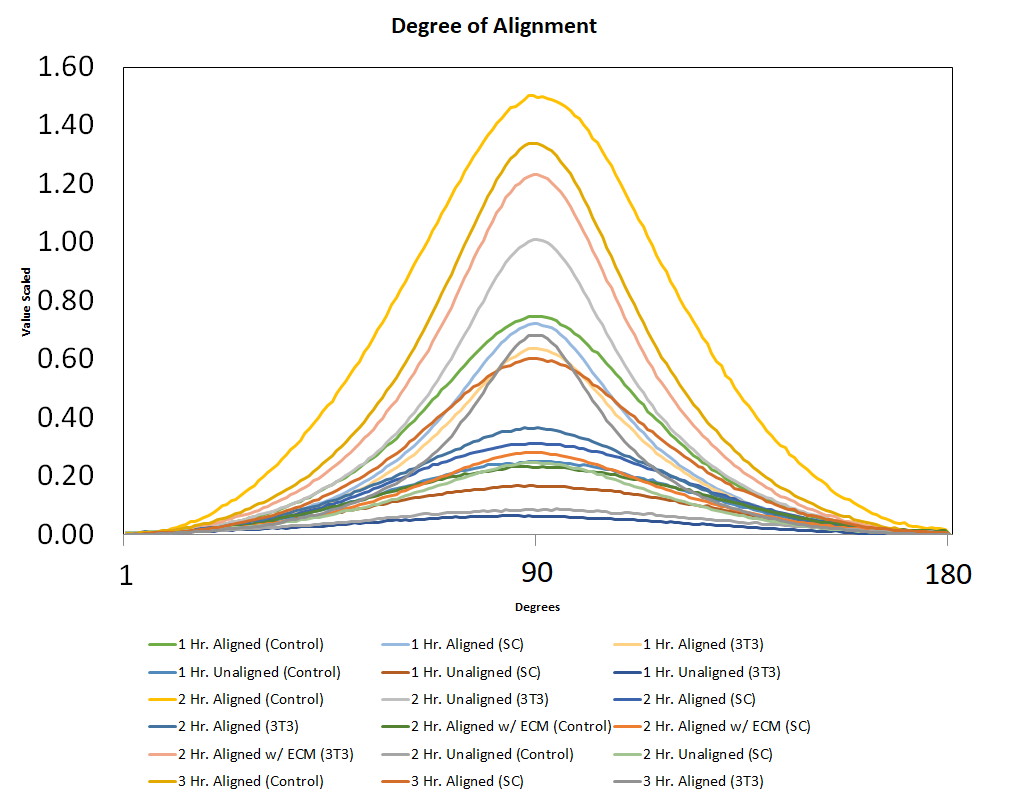 Degree of Alignment
1.60
1.40
1.20
1.00
0.80
0.60
0.40
0.20
0.00
Value Scaled
1 90 180
Degrees
1 Hr. Aligned (Control) 1 Hr. Aligned (SC) 1 Hr. Aligned (3T3)
1 Hr. Unaligned (Control) 1 Hr. Unaligned (SC) 1 Hr. Unaligned (3T3)
2 Hr. Aligned (Control) 2 Hr. Unaligned (3T3) 2 Hr. Aligned (SC)
2 Hr. Aligned (3T3) 2 Hr. Aligned w/ ECM (Control) 2 Hr. Aligned w/ ECM (SC)
2 Hr. Aligned w/ ECM (3T3) 2 Hr. Unaligned (Control) 2 Hr. Unaligned (SC)
3 Hr. Aligned (Control) 3 Hr. Aligned (SC) 3 Hr. Aligned (3T3)